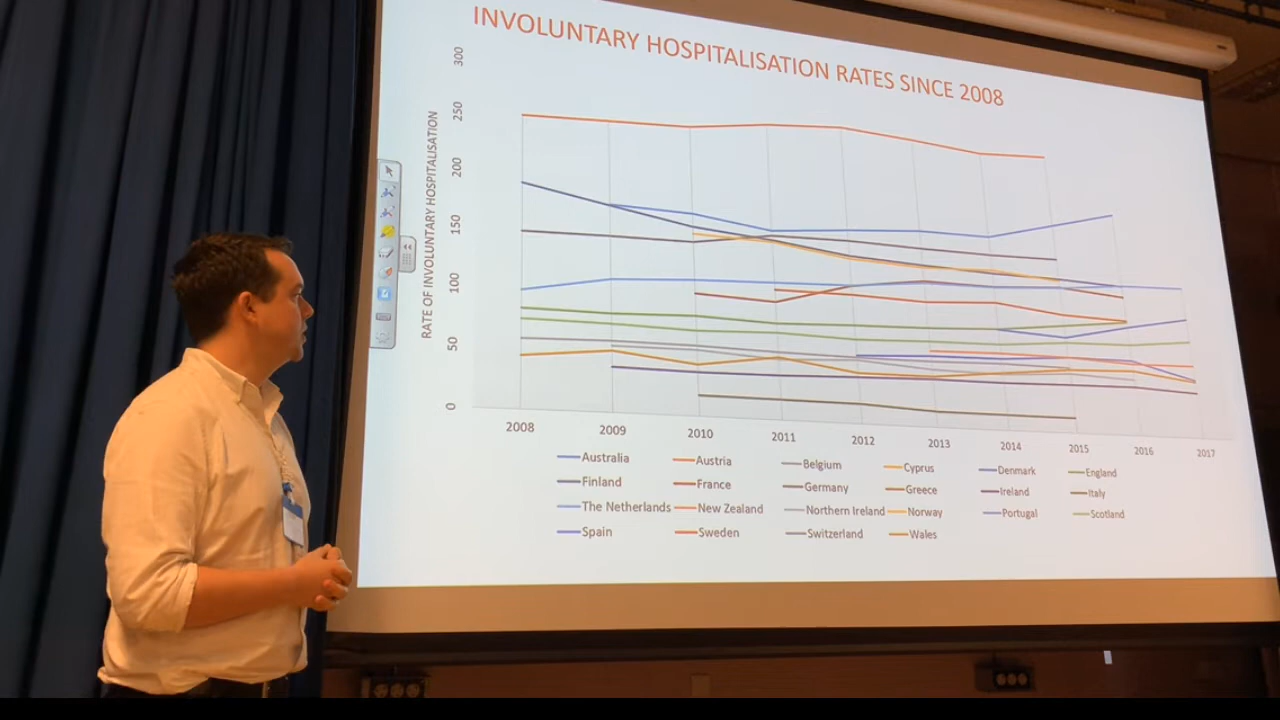 INVOLUNTARY HOSPITALISATION RATES SINCE 2008
RATE OF INVOLUNTARY HOSPITALISATION
300
250
200
150
100
50
0
2008 2009 2010 2011 2012 2013 2014 2015 2016 2017
Australia Austria Belgium Cyprus Denmark England
Finland France Germany Greece Ireland Italy
The Netherlands New Zealand Northern Ireland Norway Portugal Scotland
Spain Sweden Switzerland Wales